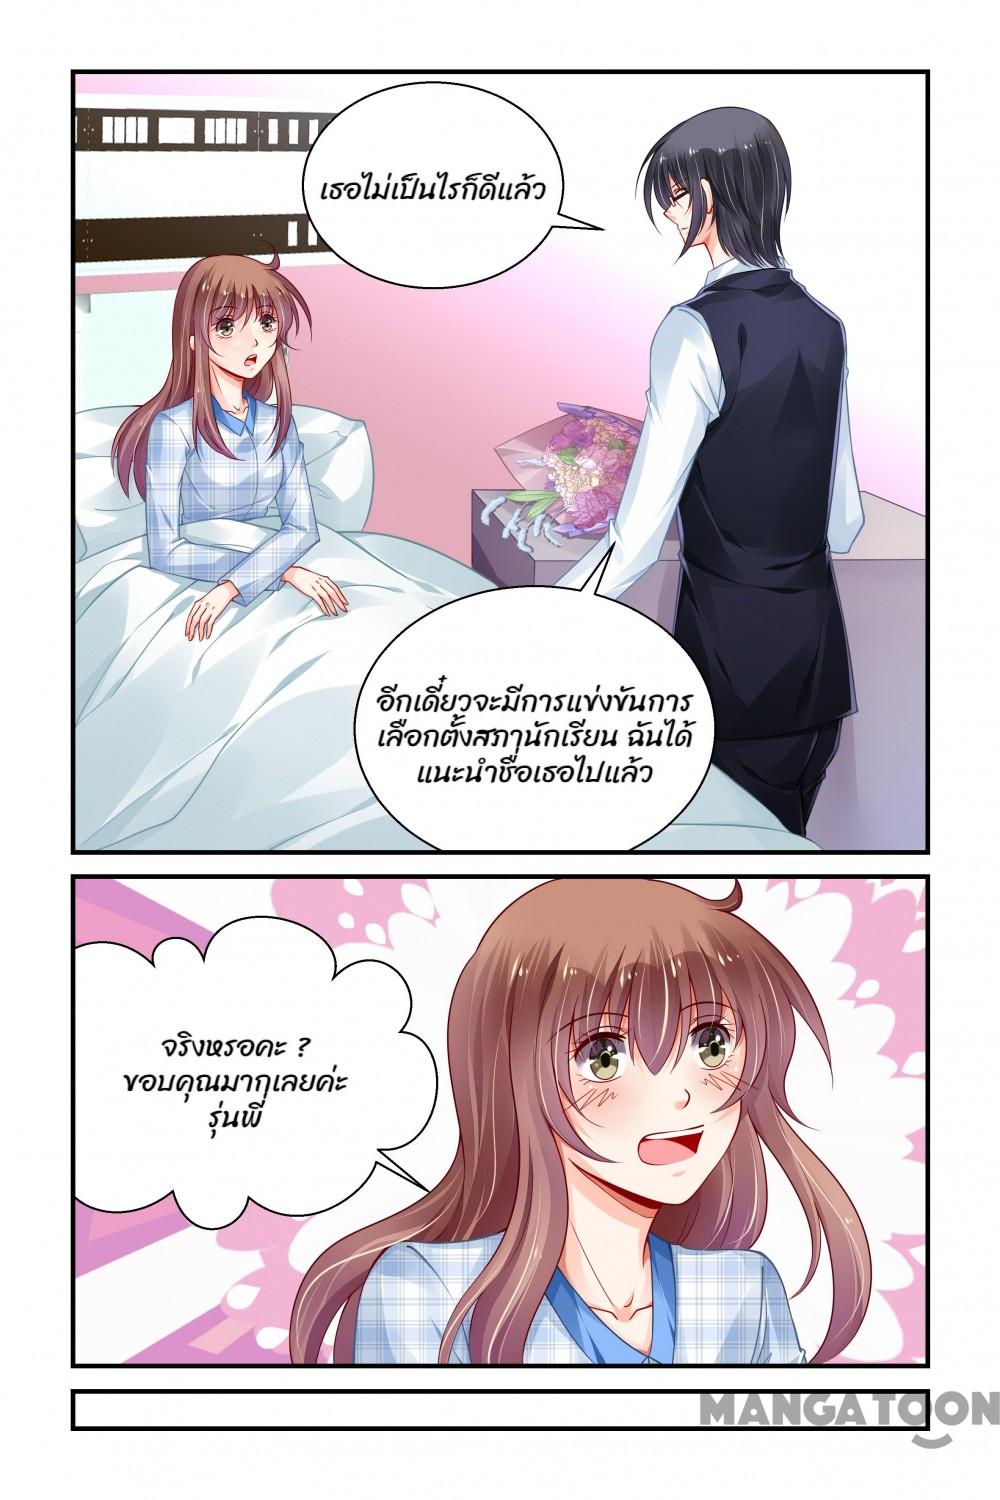 เธอไม่เป็นไรก็ดีแล้ว
อีกเดี๋ยวจะมีการแข่งขันการ
เลือกตั้งสภานักเรียน ฉันได้
แนะนำชื่อเธอไปแล้ว
จริงหรอคะ ?
ขอบคุณมากเลยค่ะ
รุ่นพี่
MANGATOON